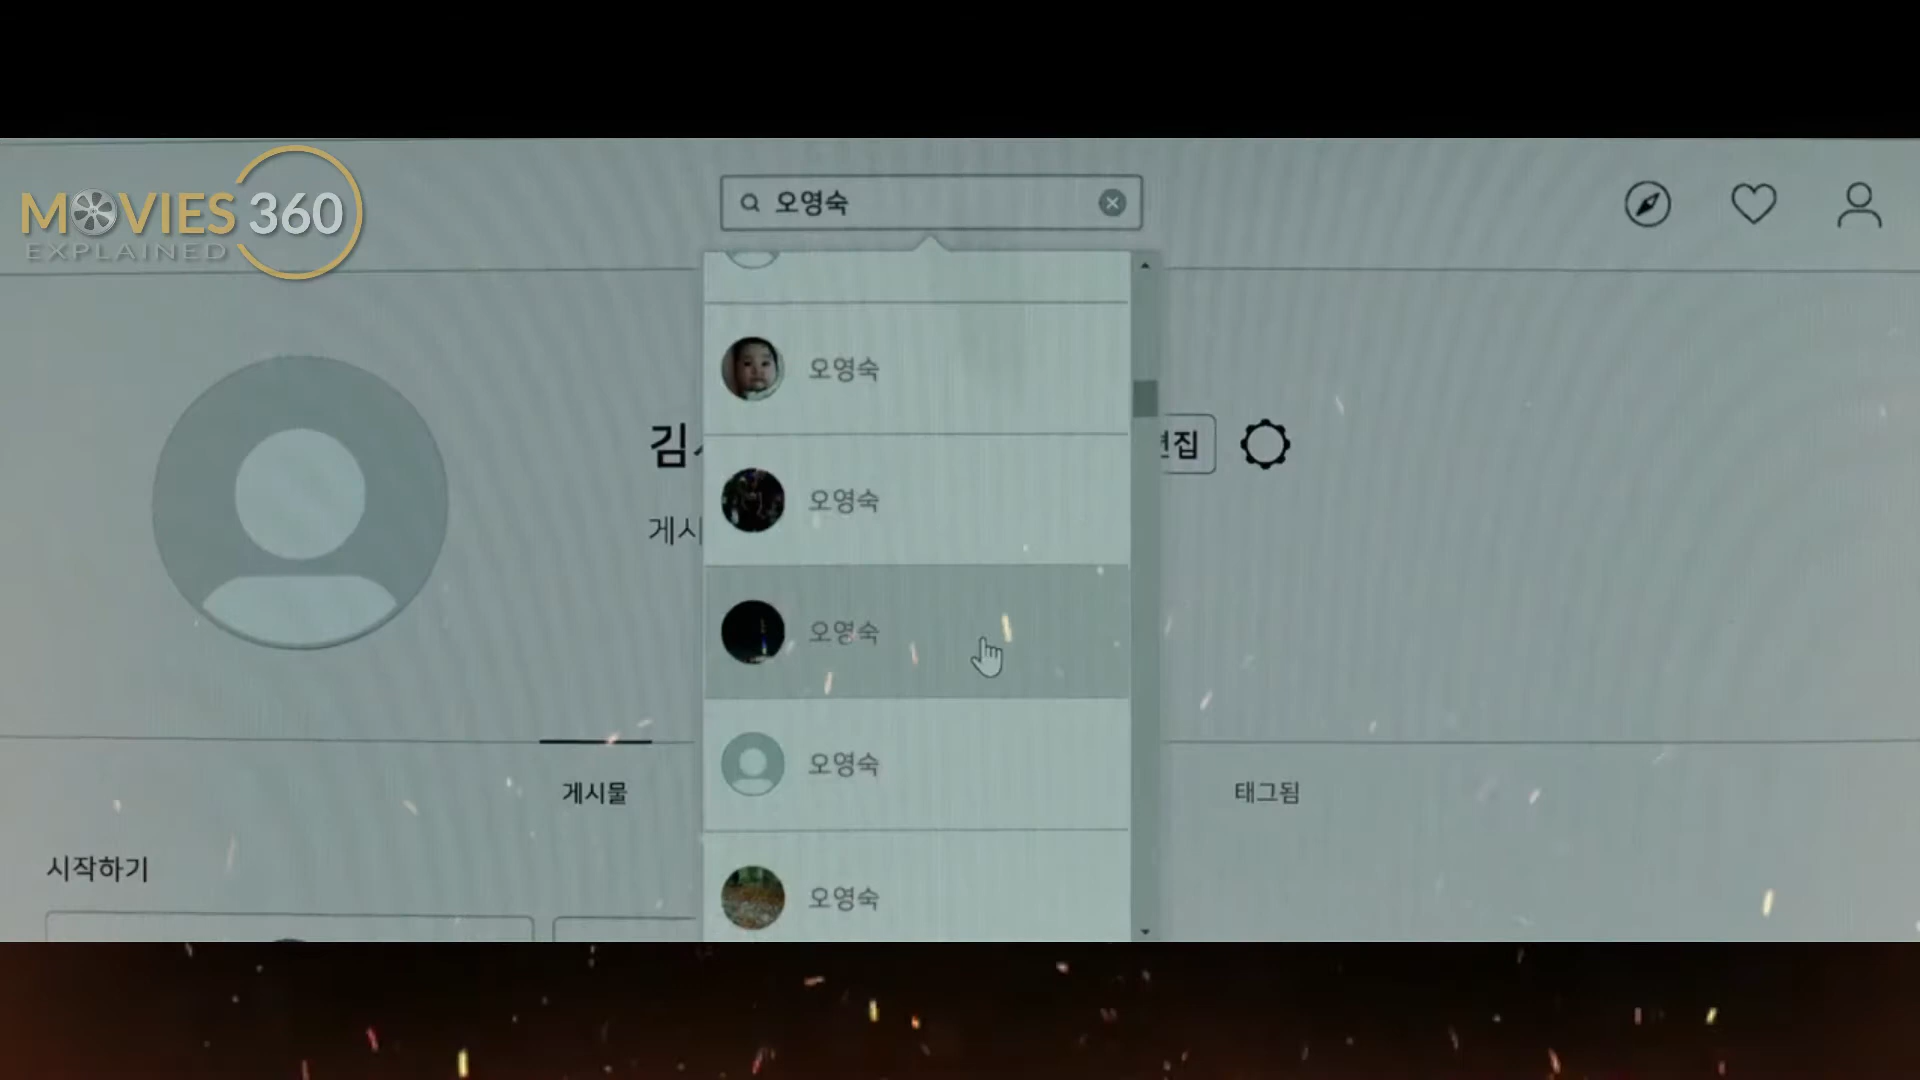 MOVIES 360
EXPLAINED
오영숙
오영숙
김
편집
오영숙
게시
오영숙
오영숙
게시물
태그됨
시작하기
오영숙